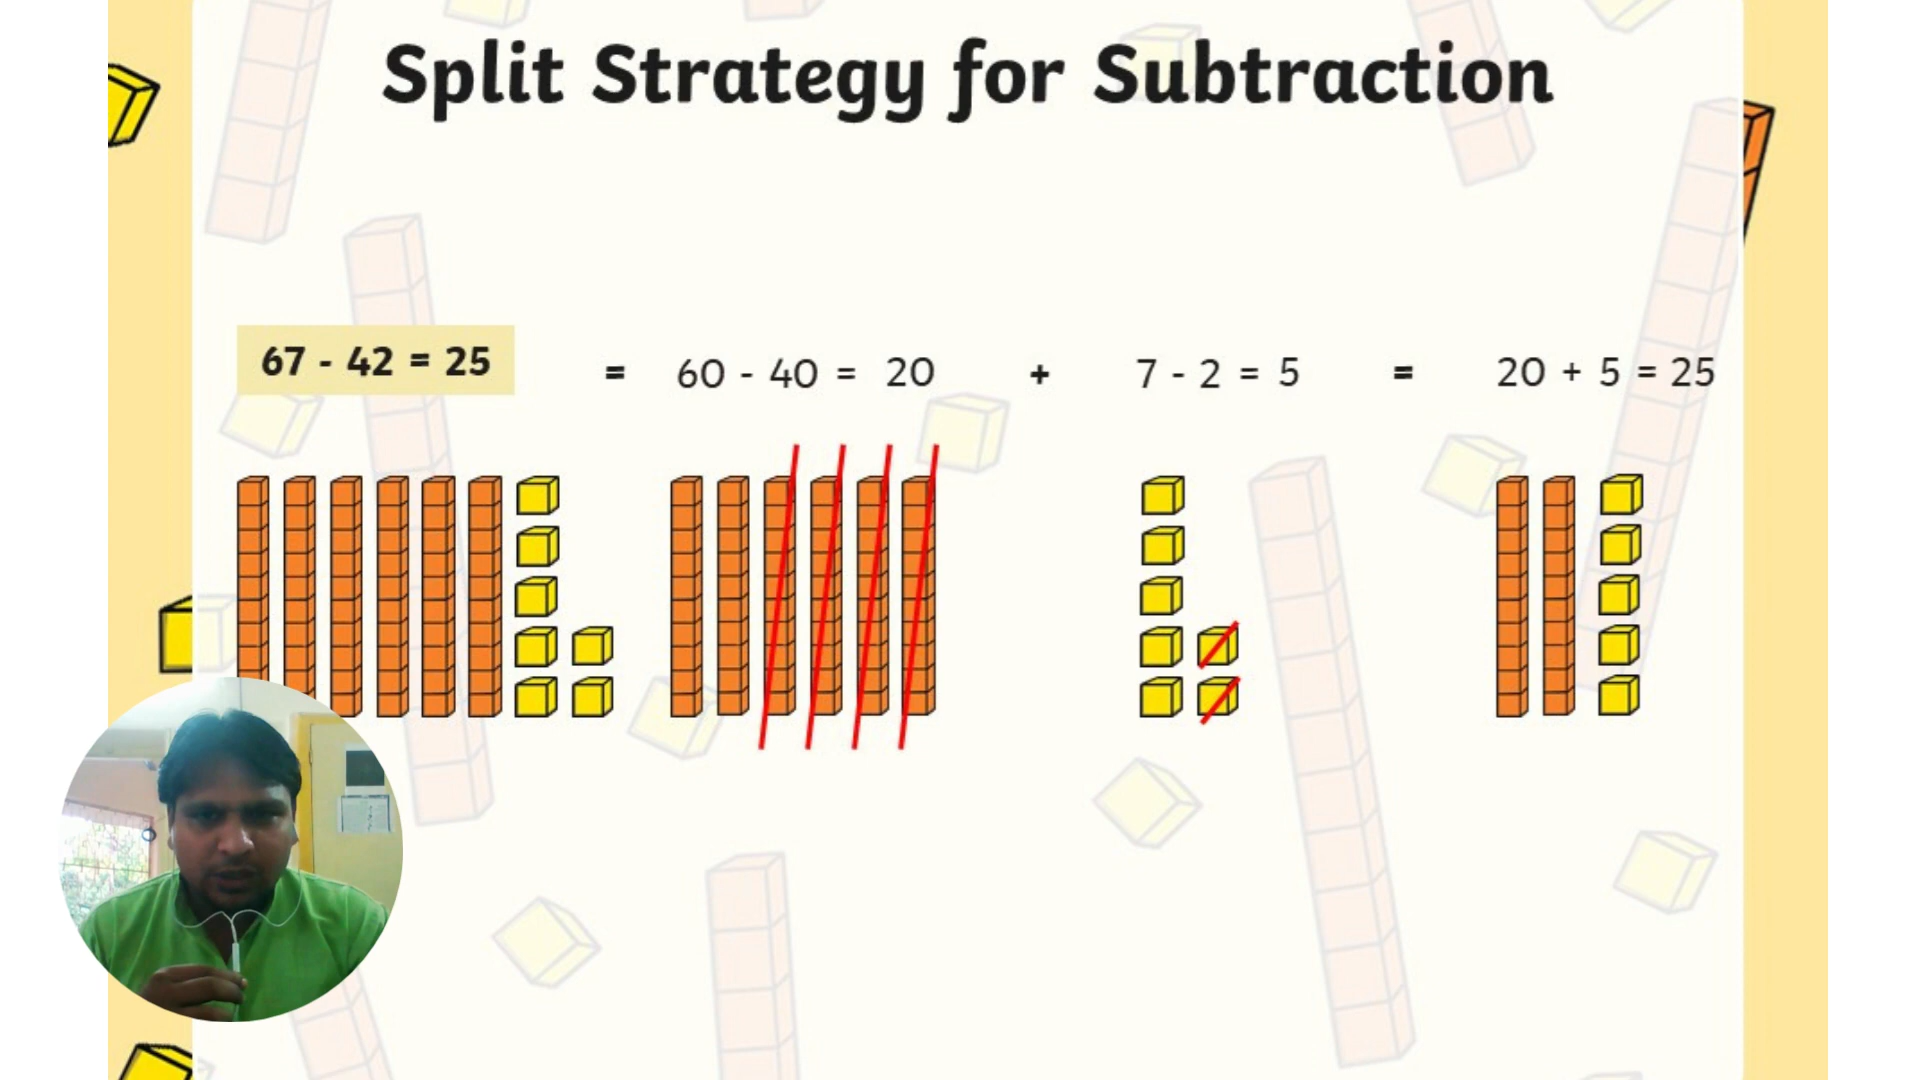 Split Strategy for Subtraction
67 - 42 = 25 = 60 - 40 = 20 + 7 - 2 = 5 = 20 + 5 = 25